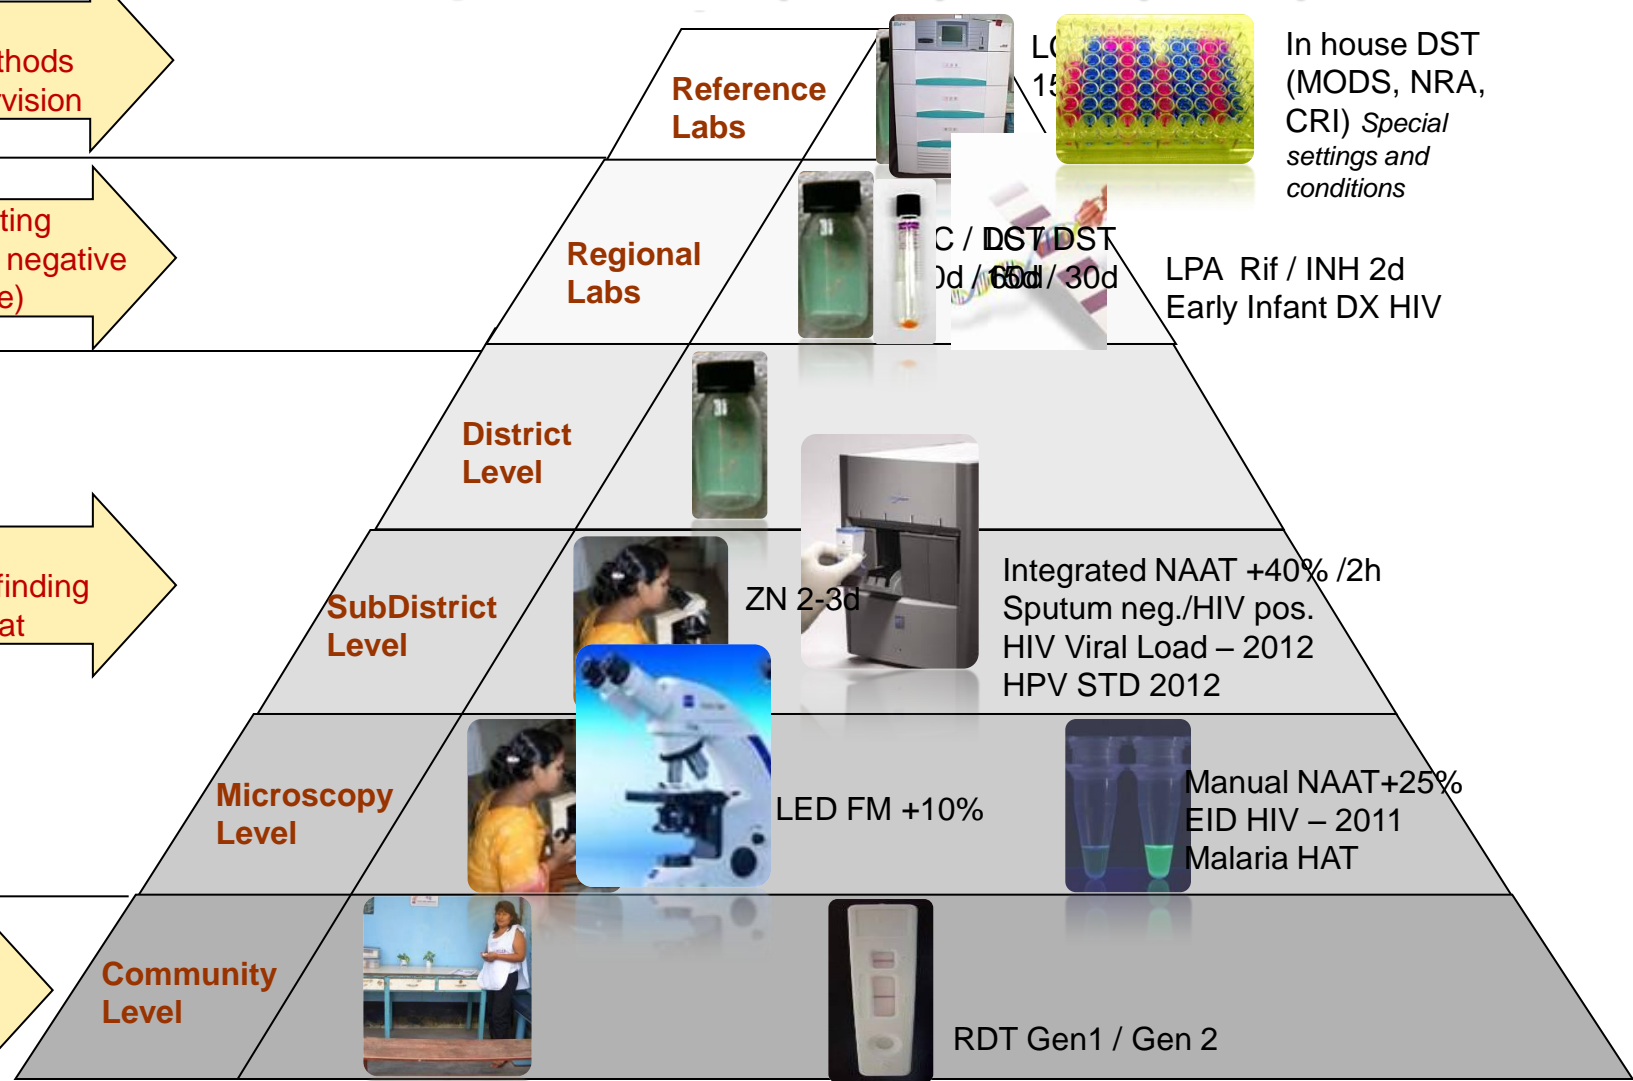 vision
Reference
Labs
In house DST
(MODS, NRA,
CRI) Special
settings and
conditions
negative
Regional
Labs
DST
/ 30d
LPA Rif / INH 2d
Early Infant DX HIV
District
Level
finding
at
SubDistrict
Level
ZN 2-3d
Integrated NAAT +40% /2h
Sputum neg./HIV pos.
HIV Viral Load – 2012
HPV STD 2012
Microscopy
Level
LED FM +10%
Manual NAAT+25%
EID HIV – 2011
Malaria HAT
Community
Level
RDT Gen1 / Gen 2